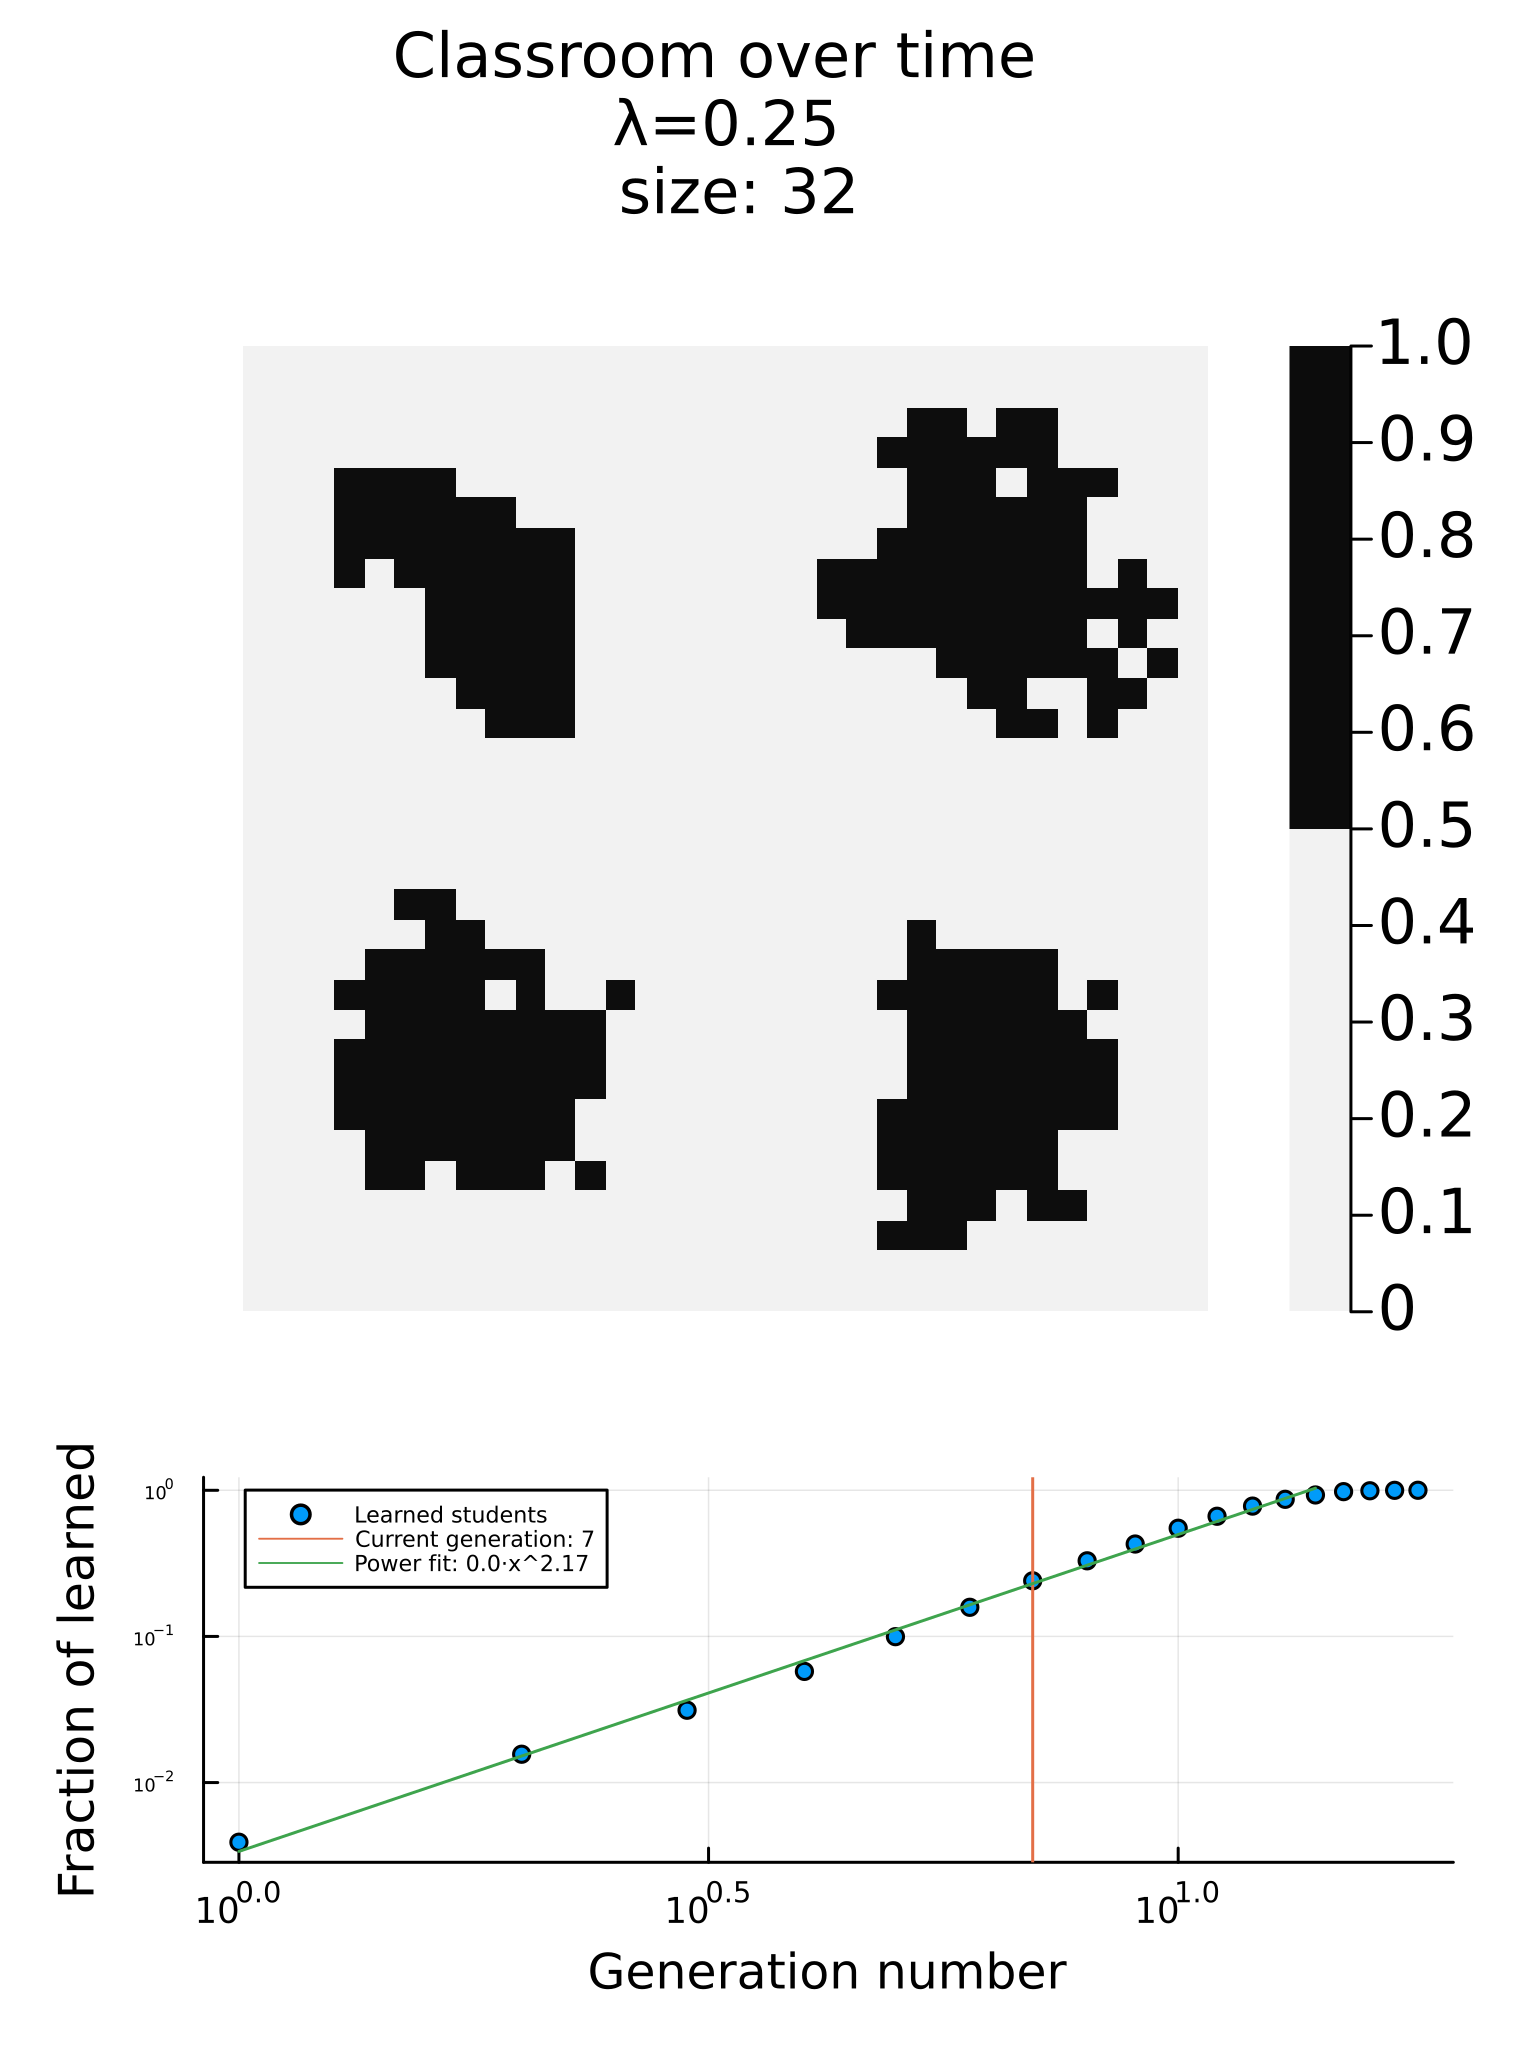 Classroom over time
λ=0.25
size: 32
1.0
0.9
0.8
0.7
0.6
0.5
0.4
0.3
0.2
0.1
0
Fraction of learned
10⁰
10⁻¹
10⁻²
Learned students
Current generation: 7
Power fit: 0.0·x^2.17
10^0.0
10^0.5
10^1.0
Generation number